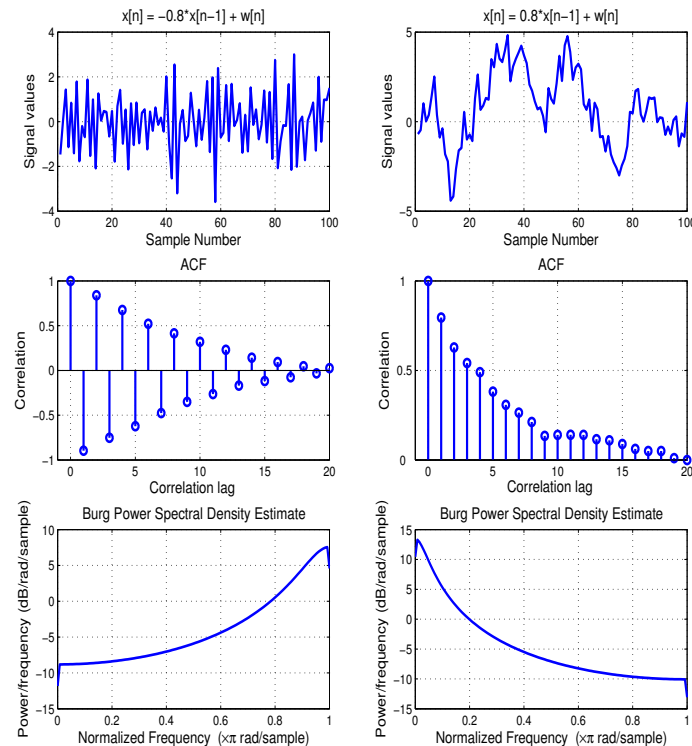 x[n] = −0.8*x[n−1] + w[n]
4
2
0
−2
−4
Signal values
0 20 40 60 80 100
Sample Number
x[n] = 0.8*x[n−1] + w[n]
5
0
−5
Signal values
0 20 40 60 80 100
Sample Number
ACF
1
0.5
0
−0.5
−1
Correlation
0 5 10 15 20
Correlation lag
ACF
1
0.5
0
Correlation
0 5 10 15 20
Correlation lag
Burg Power Spectral Density Estimate
10
5
0
−5
−10
−15
Power/frequency (dB/rad/sample)
0 0.2 0.4 0.6 0.8 1
Normalized Frequency (×π rad/sample)
Burg Power Spectral Density Estimate
15
10
5
0
−5
−10
−15
Power/frequency (dB/rad/sample)
0 0.2 0.4 0.6 0.8 1
Normalized Frequency (×π rad/sample)